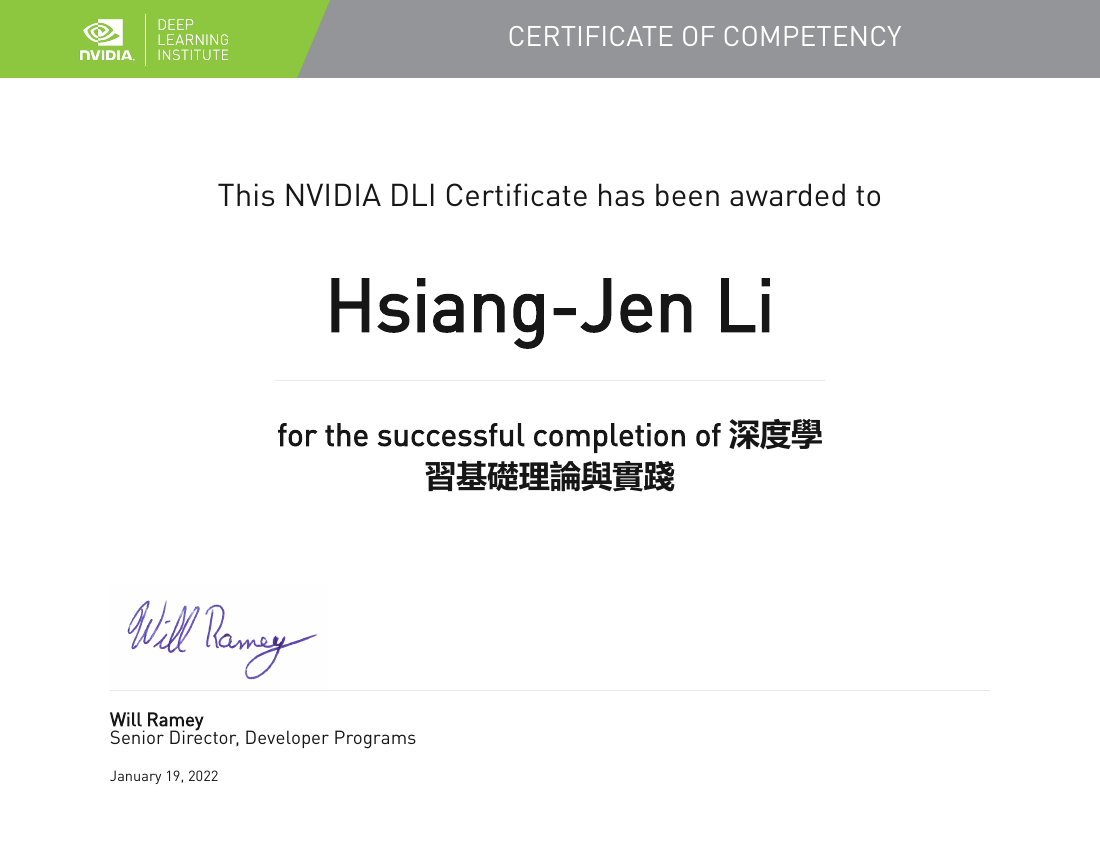 NVIDIA.
DEEP
LEARNING
INSTITUTE
CERTIFICATE OF COMPETENCY
This NVIDIA DLI Certificate has been awarded to
Hsiang-Jen Li
for the successful completion of 深度學
習基礎理論與實踐
Will Ramey
Will Ramey
Senior Director, Developer Programs
January 19, 2022